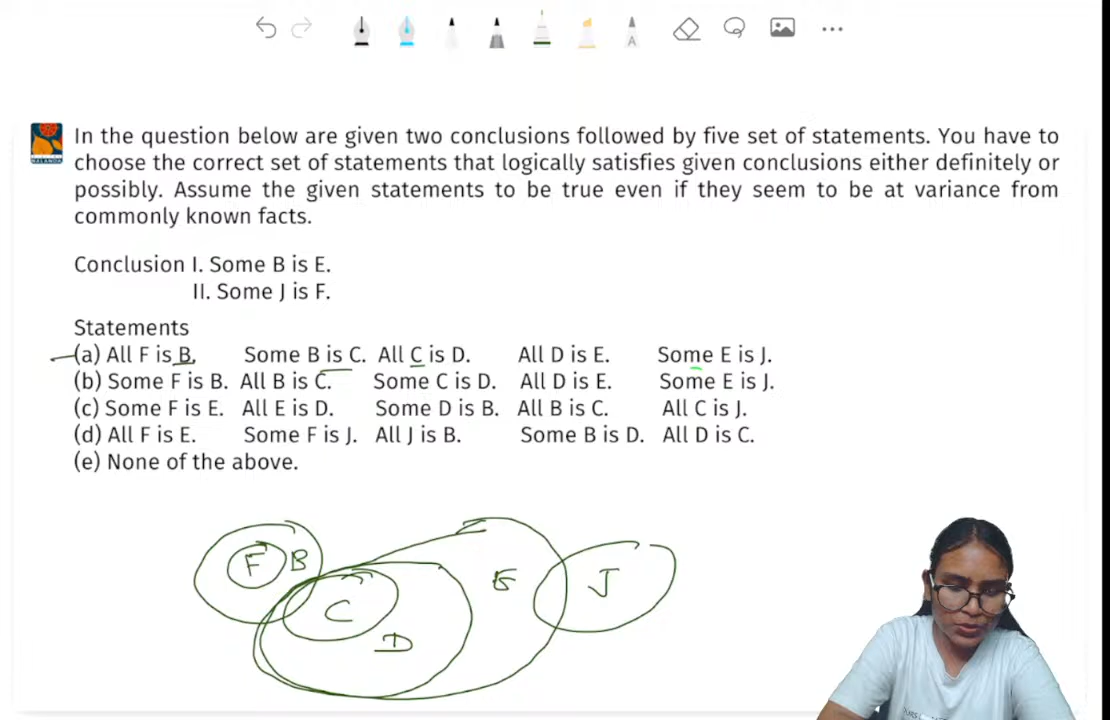 In the question below are given two conclusions followed by five set of statements. You have to
choose the correct set of statements that logically satisfies given conclusions either definitely or
possibly. Assume the given statements to be true even if they seem to be at variance from
commonly known facts.
Conclusion I. Some B is E.
II. Some J is F.
Statements
(a) All F is B. Some B is C. All C is D. All D is E. Some E is J.
(b) Some F is B. All B is C. Some C is D. All D is E. Some E is J.
(c) Some F is E. All E is D. Some D is B. All B is C. All C is J.
(d) All F is E. Some F is J. All J is B. Some B is D. All D is C.
(e) None of the above.
F B E J
C
D